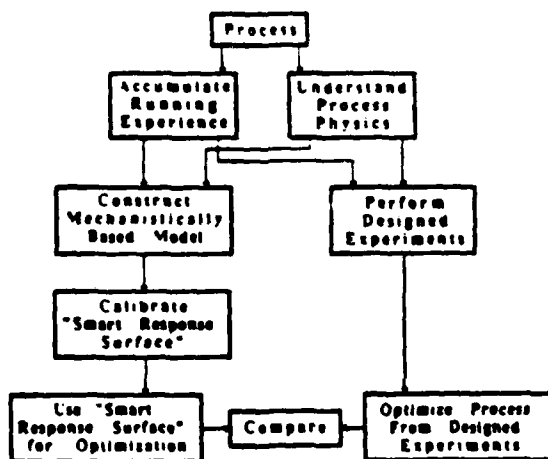 Process
Accumulate
Running
Experience
Understand
Process
Physics
Construct
Mechanistically
Based Model
Perform
Designed
Experiments
Calibrate
"Smart Response
Surface"
Use "Smart
Response Surface"
for Optimization
Compare
Optimize Process
From Designed
Experiments